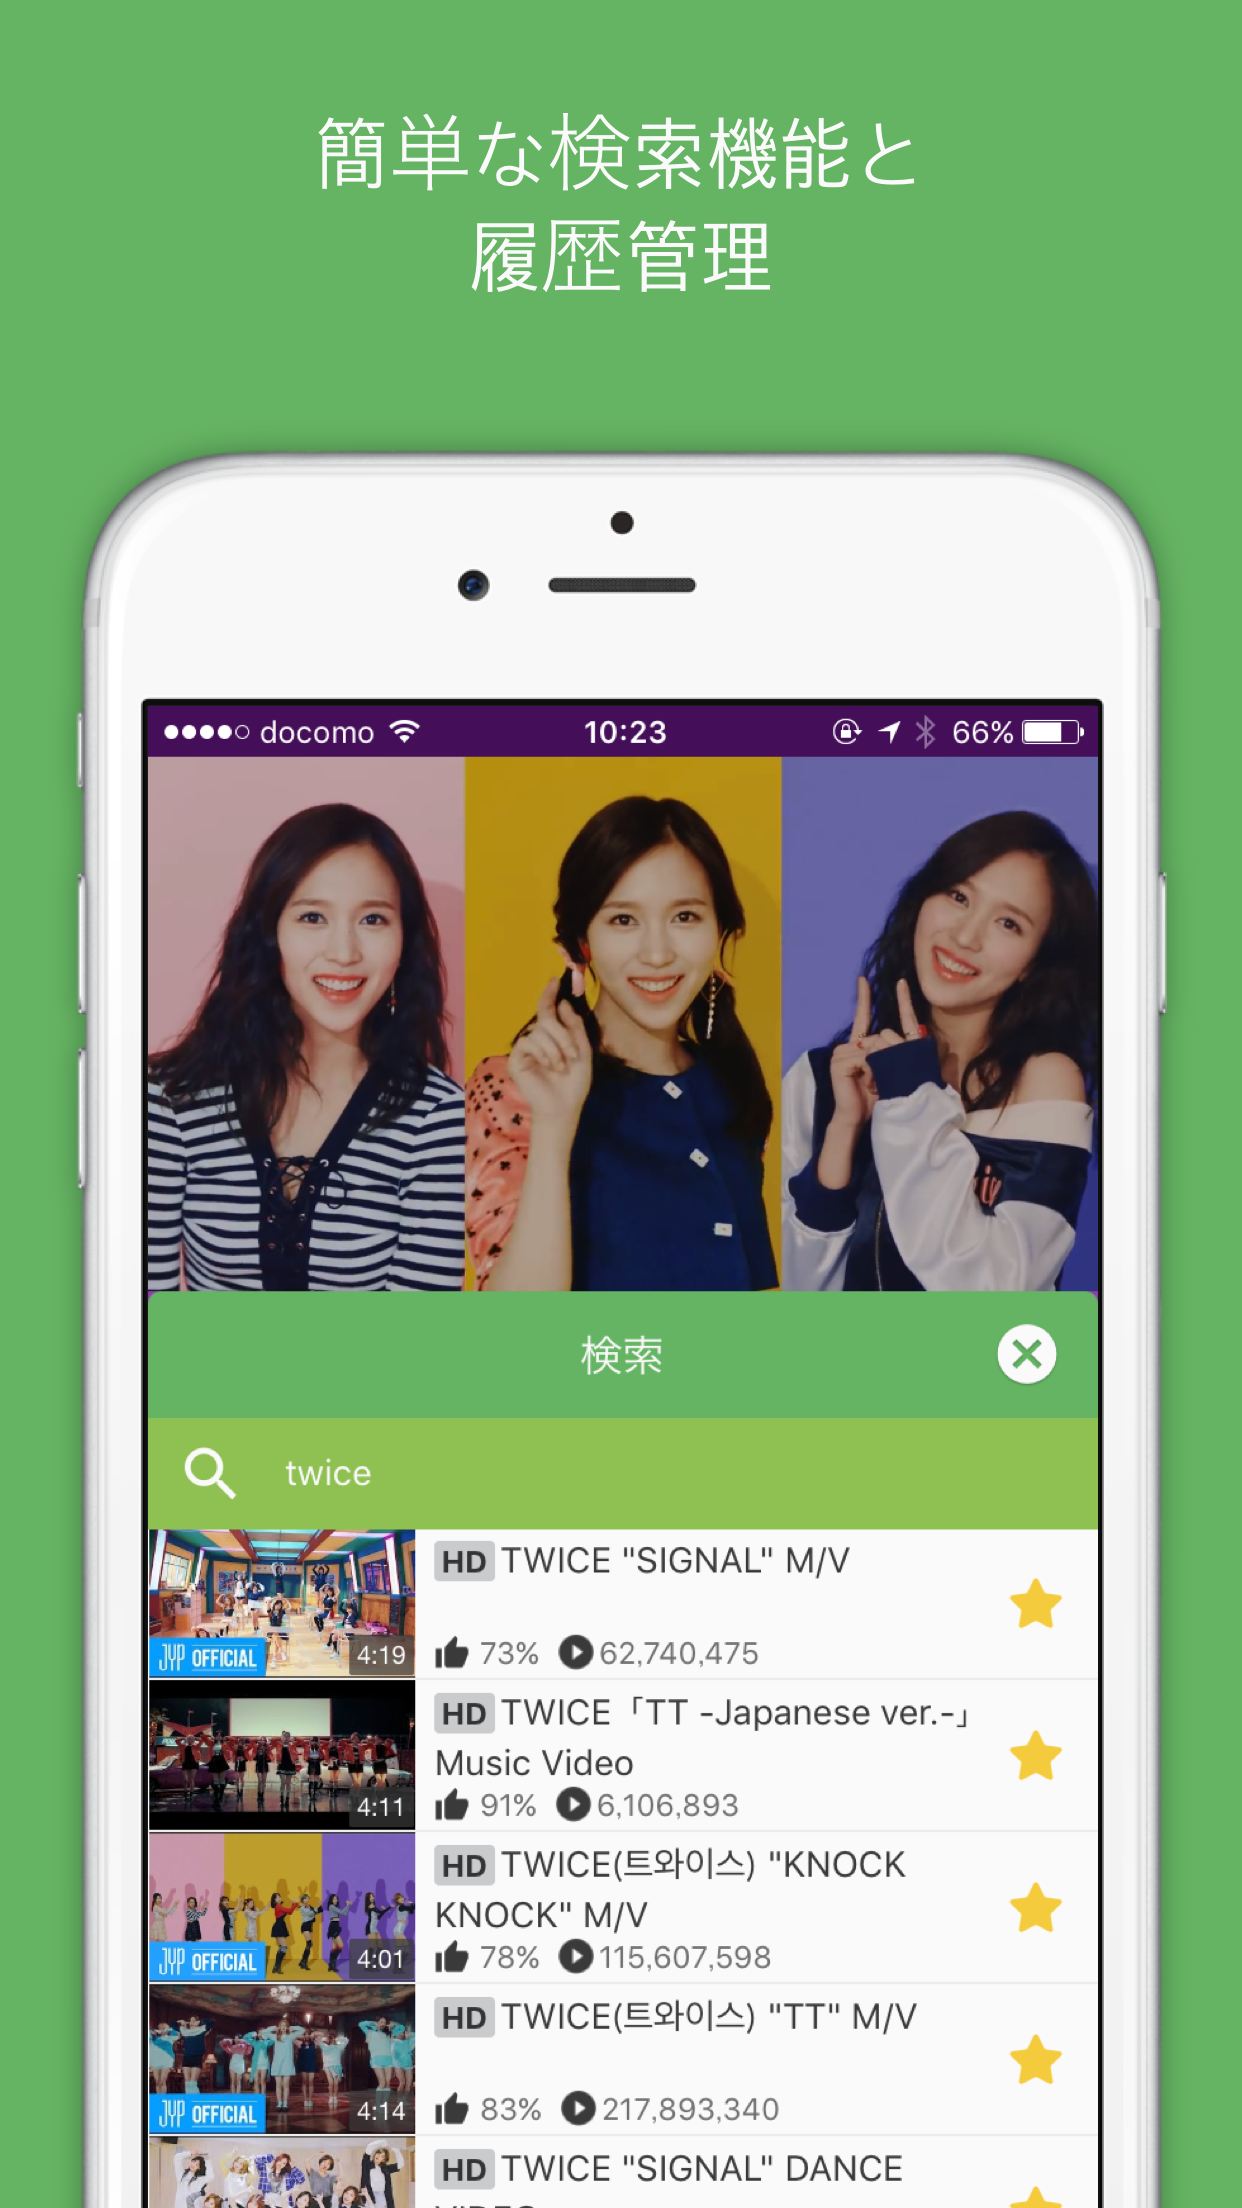 簡単な検索機能と
履歴管理
docomo 10:23 66%
検索
twice
HD TWICE "SIGNAL" M/V
73% 62,740,475
JYP OFFICIAL 4:19
HD TWICE「TT -Japanese ver.-」
Music Video
91% 6,106,893
4:11
HD TWICE(트와이스) "KNOCK
KNOCK" M/V
78% 115,607,598
JYP OFFICIAL 4:01
HD TWICE(트와이스) "TT" M/V
83% 217,893,340
JYP OFFICIAL 4:14
HD TWICE "SIGNAL" DANCE